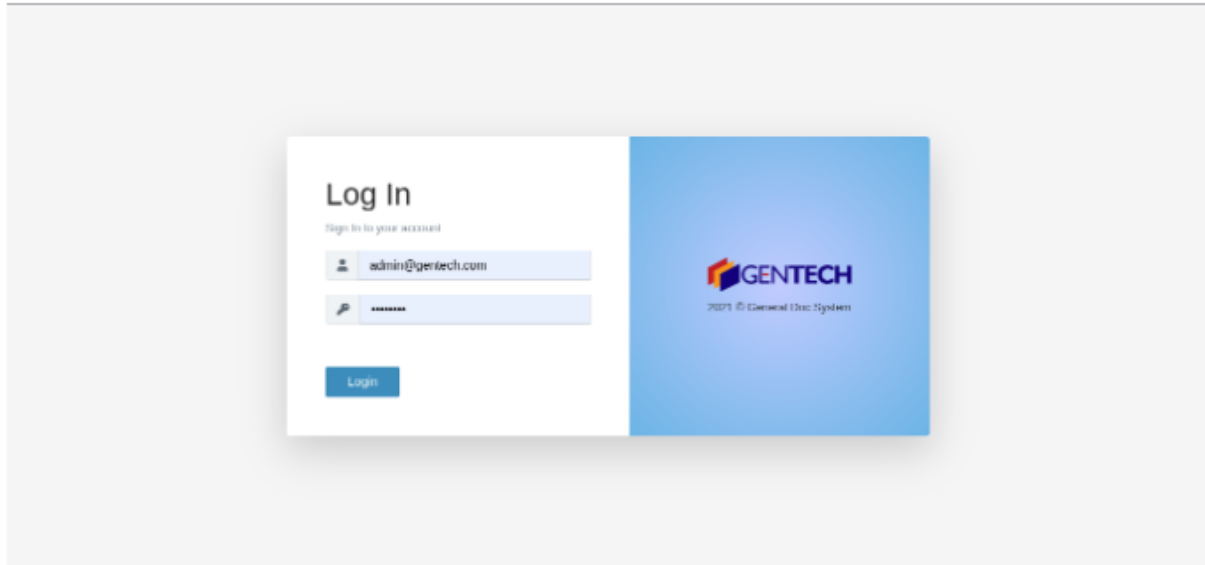 Log In
Sign In to your account
admin@gentech.com
••••••••
Login
GENTECH
2021 © General Doc System